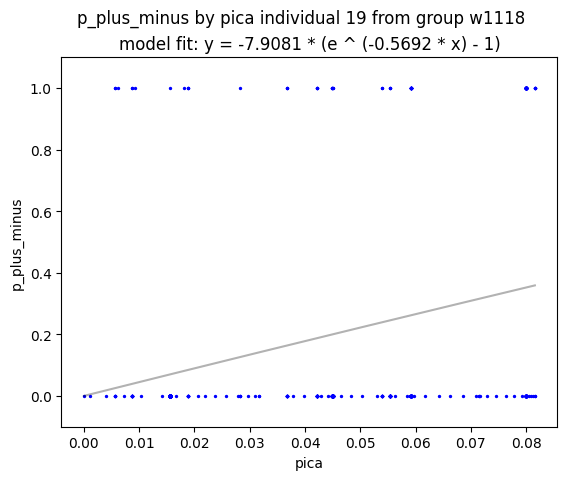 p_plus_minus by pica individual 19 from group w1118
model fit: y = -7.9081 * (e ^ (-0.5692 * x) - 1)
1.0
0.8
0.6
0.4
0.2
0.0
p_plus_minus
0.00 0.01 0.02 0.03 0.04 0.05 0.06 0.07 0.08
pica